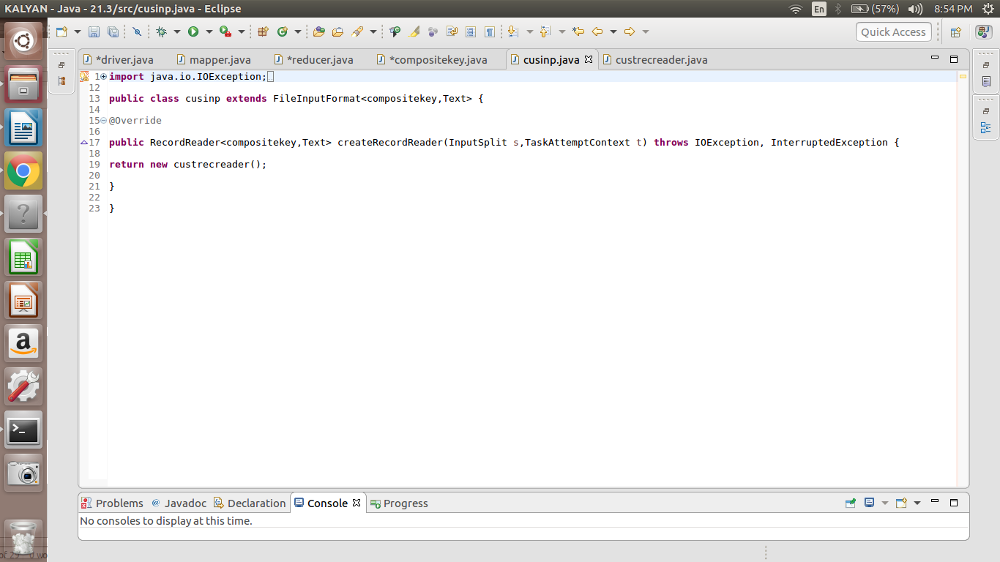 KALYAN - Java - 21.3/src/cusinp.java - Eclipse
En (57%) 8:54 PM
Quick Access
*driver.java mapper.java *reducer.java *compositekey.java cusinp.java custrecreader.java
1 import java.io.IOException;
12
13 public class cusinp extends FileInputFormat<compositekey,Text> {
14
15 @Override
16
17 public RecordReader<compositekey,Text> createRecordReader(InputSplit s,TaskAttemptContext t) throws IOException, InterruptedException {
18
19 return new custrecreader();
20
21 }
22
23 }
Problems @ Javadoc Declaration Console Progress
No consoles to display at this time.